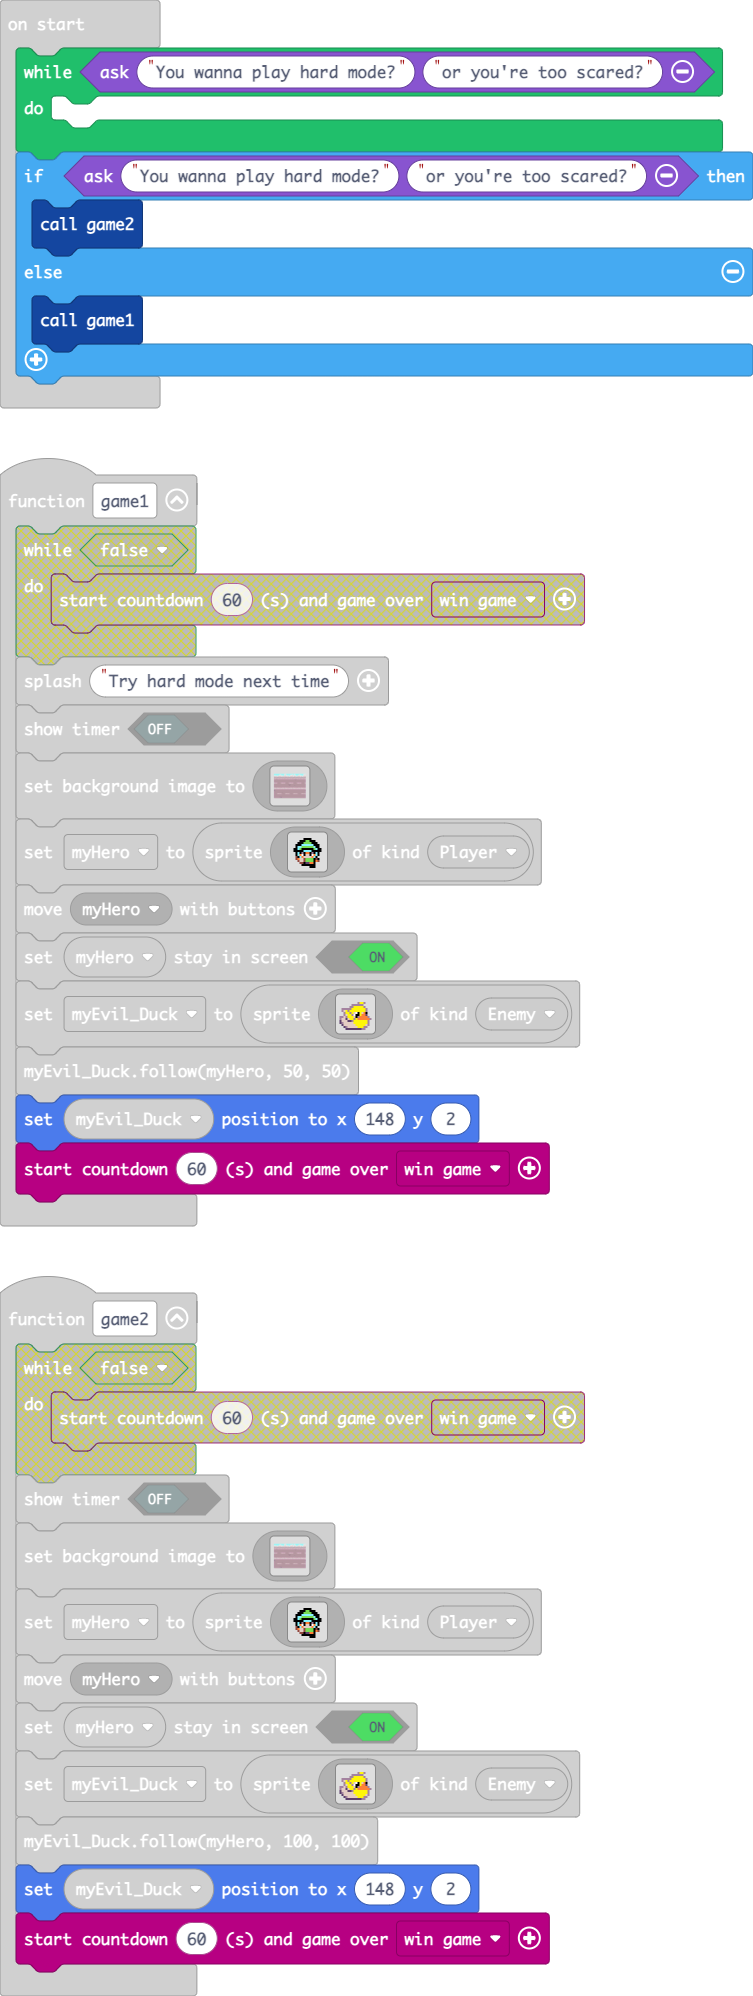 on start
while ask "You wanna play hard mode?" "or you're too scared?"
do
if ask "You wanna play hard mode?" "or you're too scared?" then
call game2
else
call game1
function game1
while false
do start countdown 60 (s) and game over win game
splash "Try hard mode next time"
show timer OFF
set background image to
set myHero to sprite of kind Player
move myHero with buttons
set myHero stay in screen ON
set myEvil_Duck to sprite of kind Enemy
myEvil_Duck.follow(myHero, 50, 50)
set myEvil_Duck position to x 148 y 2
start countdown 60 (s) and game over win game
function game2
while false
do start countdown 60 (s) and game over win game
show timer OFF
set background image to
set myHero to sprite of kind Player
move myHero with buttons
set myHero stay in screen ON
set myEvil_Duck to sprite of kind Enemy
myEvil_Duck.follow(myHero, 100, 100)
set myEvil_Duck position to x 148 y 2
start countdown 60 (s) and game over win game